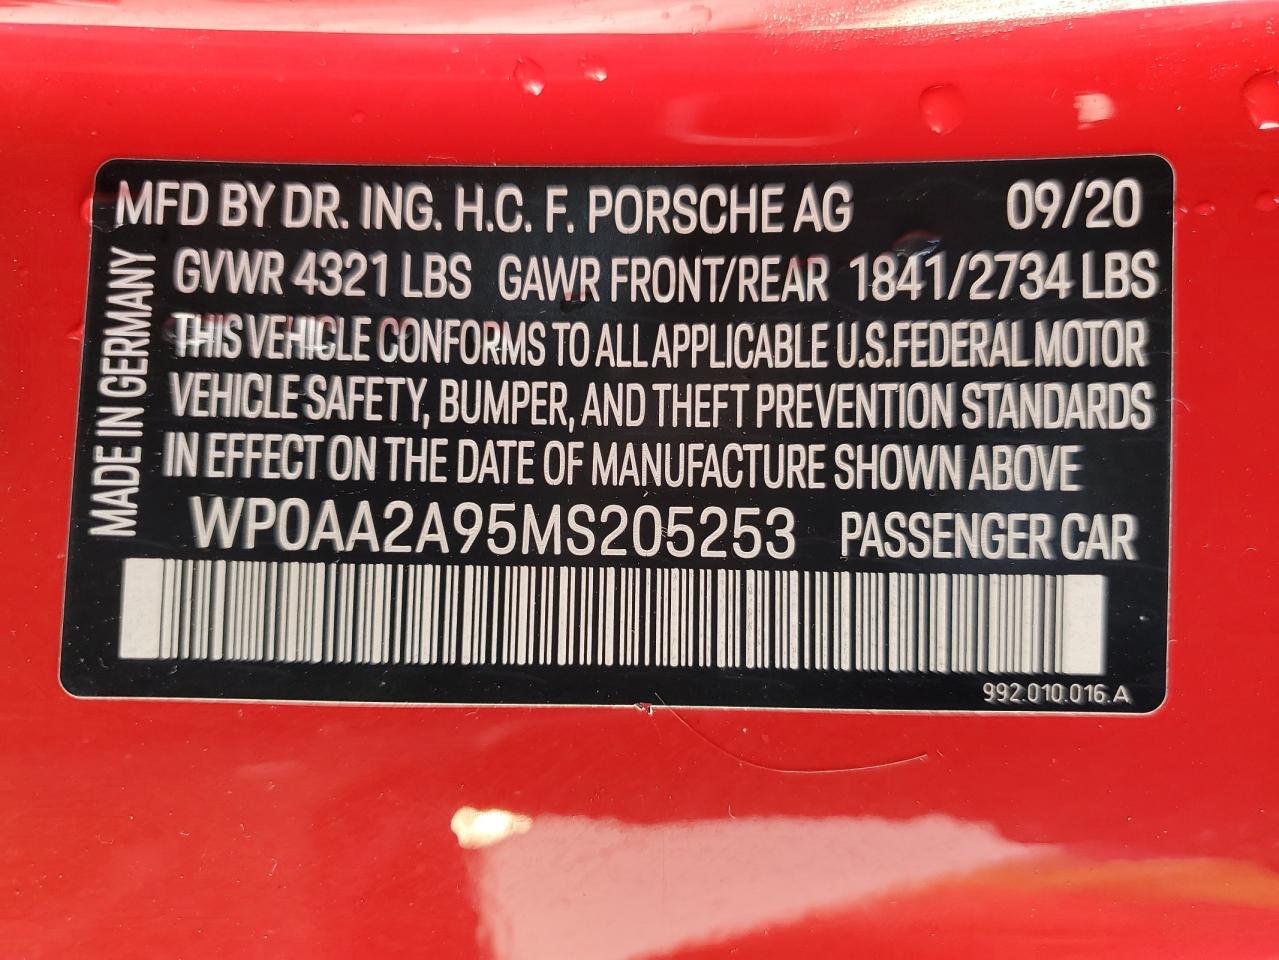 MFD BY DR. ING. H.C. F. PORSCHE AG 09/20
GVWR 4321 LBS GAWR FRONT/REAR 1841/2734 LBS
THIS VEHICLE CONFORMS TO ALL APPLICABLE U.S.FEDERAL MOTOR
VEHICLE SAFETY, BUMPER, AND THEFT PREVENTION STANDARDS
IN EFFECT ON THE DATE OF MANUFACTURE SHOWN ABOVE
WP0AA2A95MS205253 PASSENGER CAR
992.010.016.A
MADE IN GERMANY